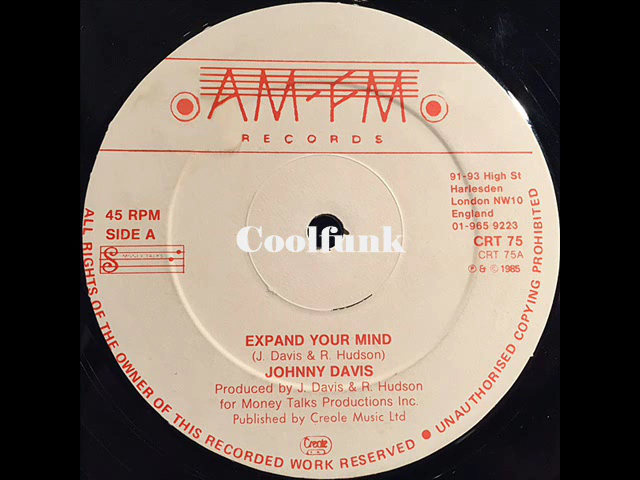 AM-FM
RECORDS
91-93 High St
Harlesden
London NW10
England
01-965 9223
45 RPM
SIDE A
CRT 75
CRT 75A
℗ & © 1985
Coolfunk
EXPAND YOUR MIND
(J. Davis & R. Hudson)
JOHNNY DAVIS
Produced by J. Davis & R. Hudson
for Money Talks Productions Inc.
Published by Creole Music Ltd
Creole
ALL RIGHTS OF THE OWNER OF THIS RECORDED WORK RESERVED • UNAUTHORISED COPYING PROHIBITED